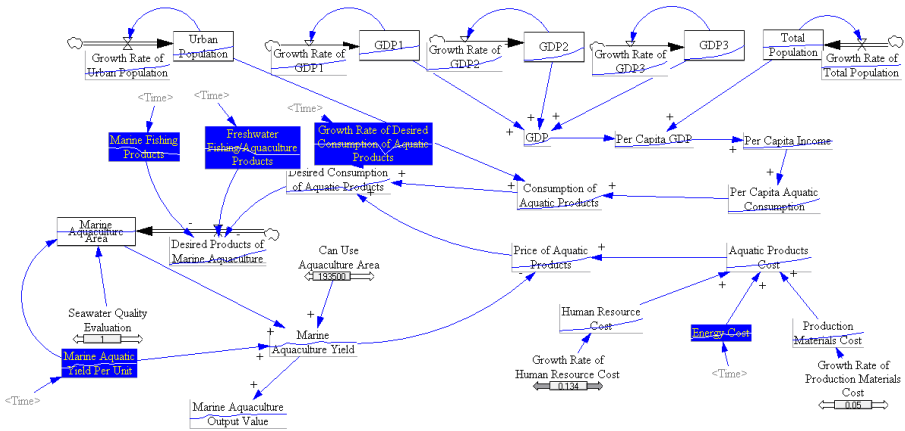 Urban
Population
Growth Rate of
Urban Population
GDP1
Growth Rate of
GDP1
GDP2
Growth Rate of
GDP2
GDP3
Growth Rate of
GDP3
Total
Population
Growth Rate of
Total Population
<Time>
<Time>
<Time>
Marine Fishing
Products
Freshwater
Fishing/Aquaculture
Products
Growth Rate of Desired
Consumption of Aquatic
Products
+
+
+
GDP
+
Per Capita GDP
+
+
Per Capita Income
+
Desired Consumption
of Aquatic Products
+
+
Consumption of
Aquatic Products
+
+
Per Capita Aquatic
Consumption
+
Marine
Aquaculture
Area
-
-
Desired Products of
Marine Aquaculture
Can Use
Aquaculture Area
193500
Price of Aquatic
Products
+
-
Aquatic Products
Cost
+
+
+
Seawater Quality
Evaluation
1
+
+
Marine
Aquaculture Yield
+
+
Human Resource
Cost
Energy Cost
Production
Materials Cost
Marine Aquatic
Yield Per Unit
<Time>
Growth Rate of
Human Resource Cost
0.134
<Time>
Growth Rate of
Production Materials
Cost
0.05
+
Marine Aquaculture
Output Value